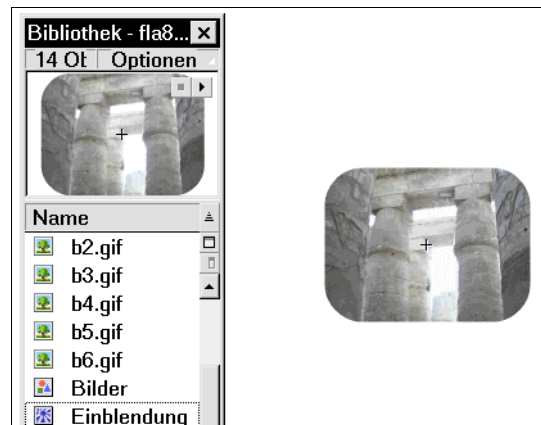 Bibliothek - fla8...
14 Ot Optionen
Name
b2.gif
b3.gif
b4.gif
b5.gif
b6.gif
Bilder
Einblendung